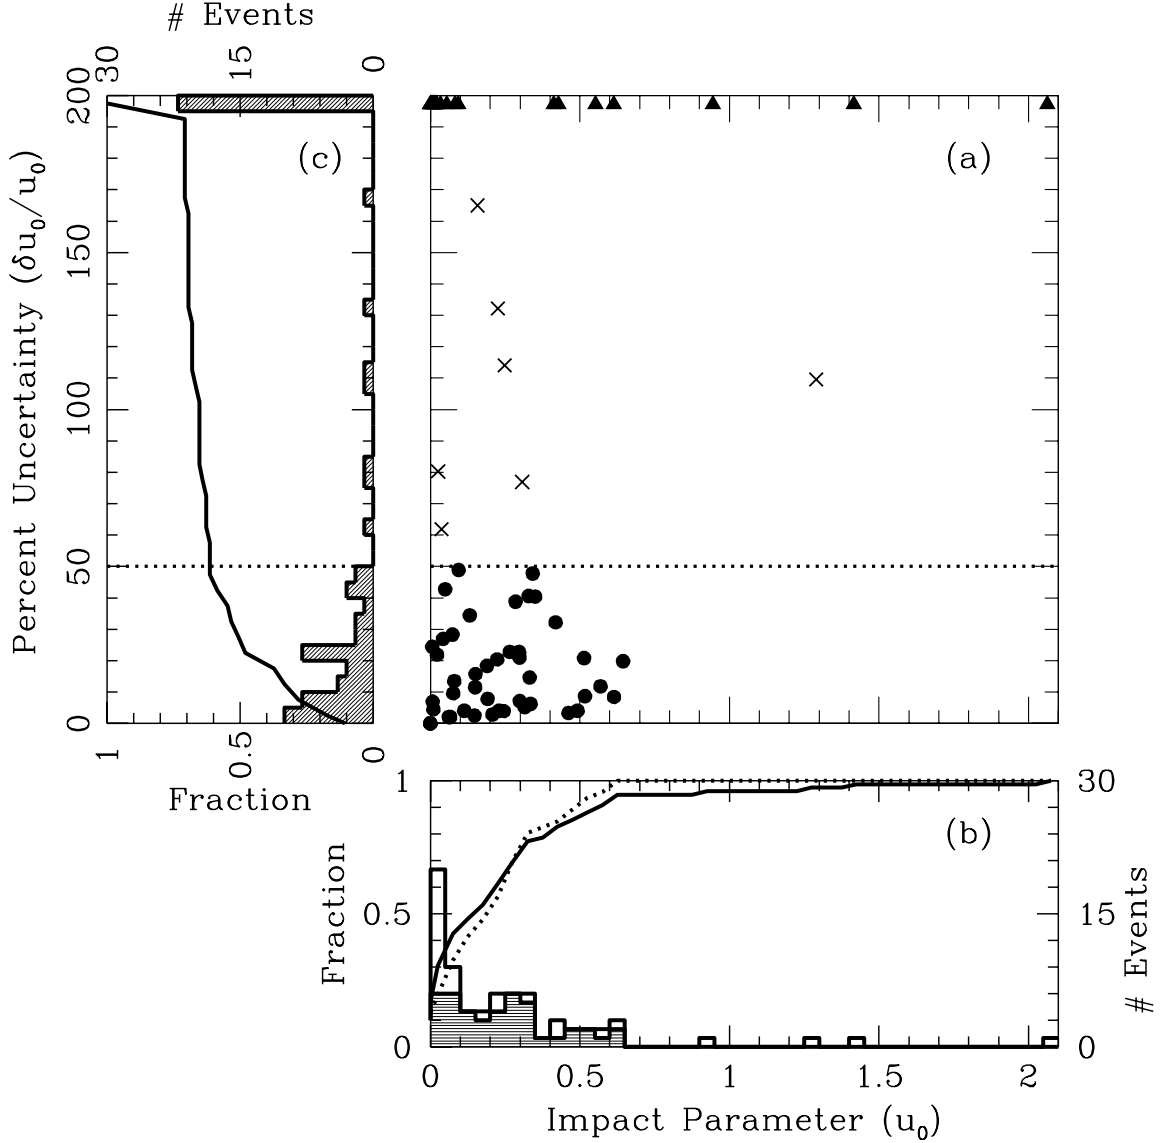 # Events
30 15 0
200
150
100
50
0
Percent Uncertainty (δu0/u0)
(c)
(a)
1 0.5 0
Fraction
1
0.5
0
Fraction
(b)
30
15
0
# Events
0 0.5 1 1.5 2
Impact Parameter (u0)